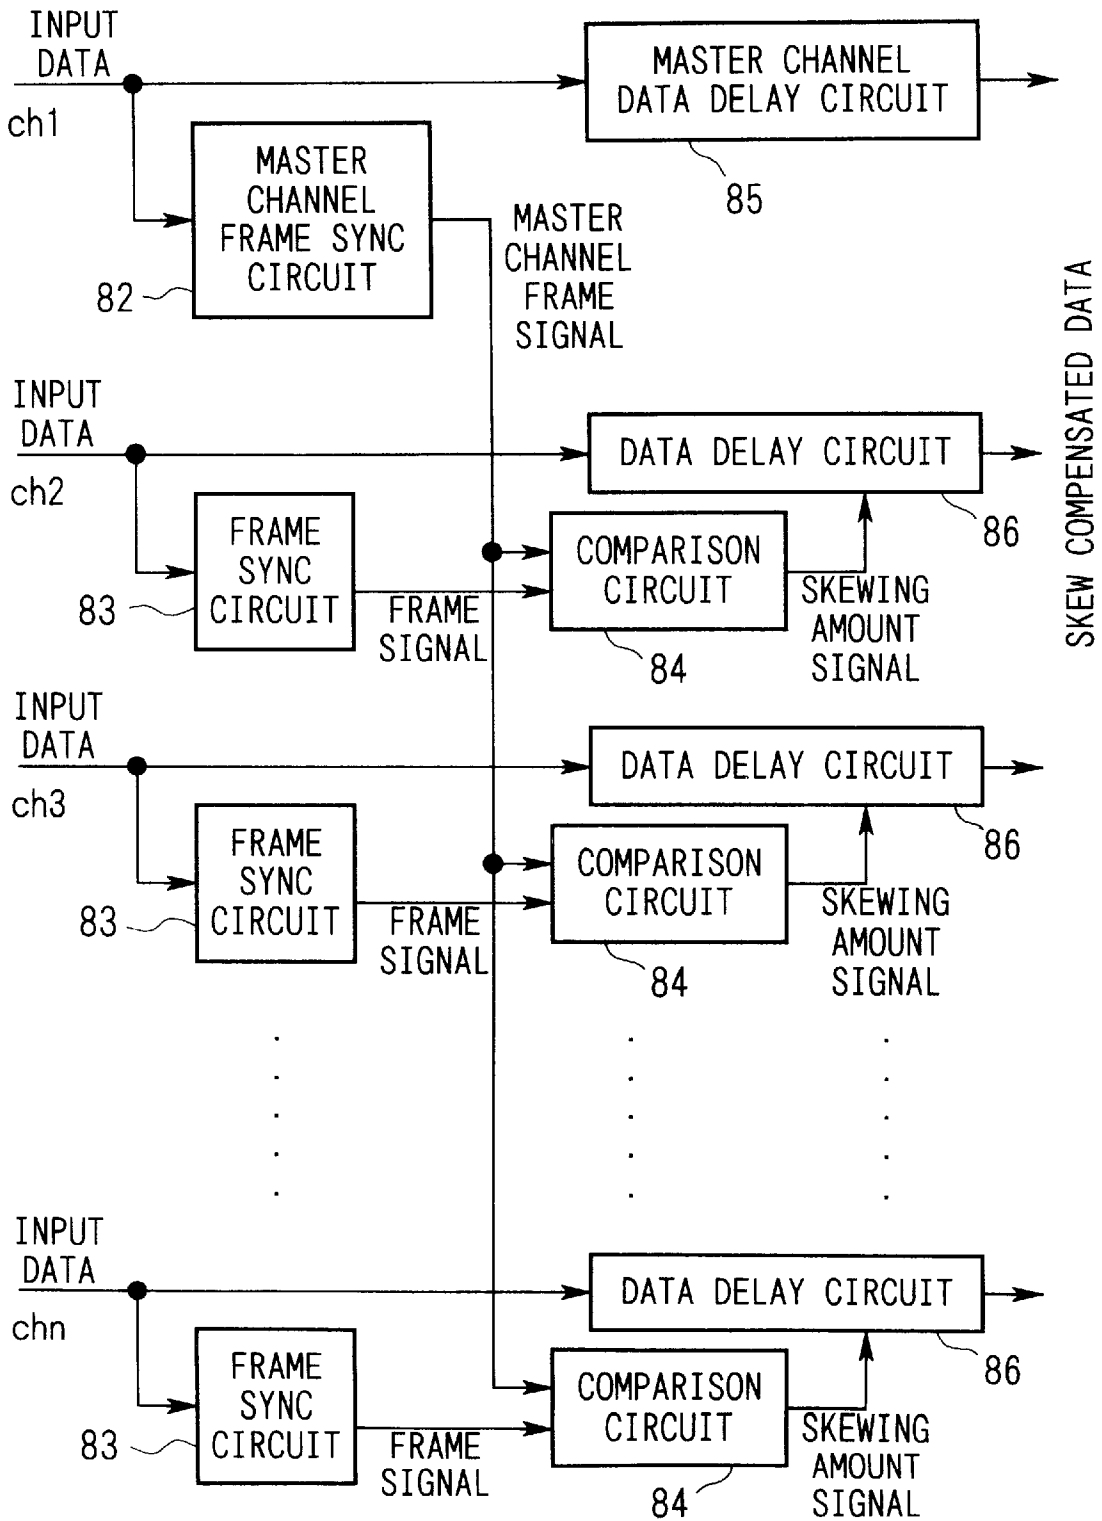 INPUT
DATA
ch1
MASTER CHANNEL
DATA DELAY CIRCUIT
85
MASTER
CHANNEL
FRAME SYNC
CIRCUIT
82
MASTER
CHANNEL
FRAME
SIGNAL
SKEW COMPENSATED DATA
INPUT
DATA
ch2
DATA DELAY CIRCUIT
86
FRAME
SYNC
CIRCUIT
83
FRAME
SIGNAL
COMPARISON
CIRCUIT
84
SKEWING
AMOUNT
SIGNAL
INPUT
DATA
ch3
DATA DELAY CIRCUIT
86
FRAME
SYNC
CIRCUIT
83
FRAME
SIGNAL
COMPARISON
CIRCUIT
84
SKEWING
AMOUNT
SIGNAL
INPUT
DATA
chn
DATA DELAY CIRCUIT
86
FRAME
SYNC
CIRCUIT
83
FRAME
SIGNAL
COMPARISON
CIRCUIT
84
SKEWING
AMOUNT
SIGNAL